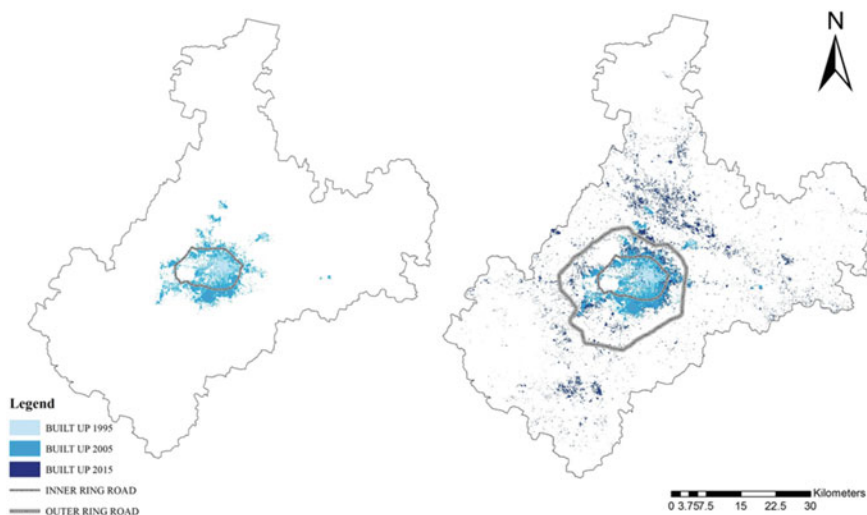 N
Legend
BUILT UP 1995
BUILT UP 2005
BUILT UP 2015
INNER RING ROAD
OUTER RING ROAD
Kilometers
0 3.757.5 15 22.5 30